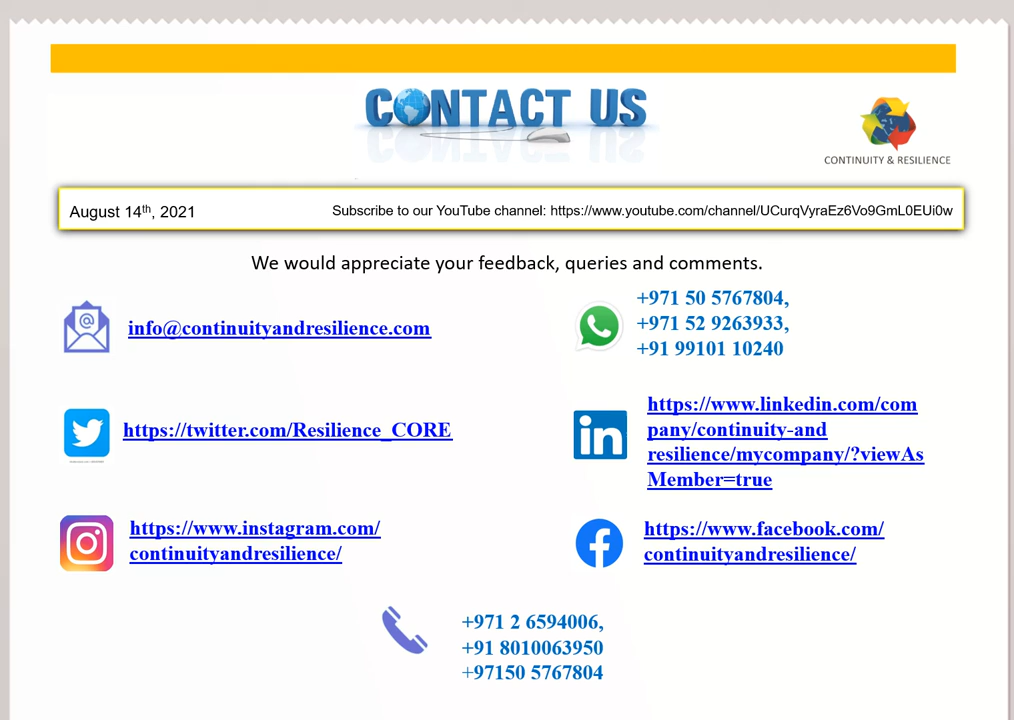 CONTACT US
CONTINUITY & RESILIENCE
August 14th, 2021
Subscribe to our YouTube channel: https://www.youtube.com/channel/UCurqVyraEz6Vo9GmL0EUi0w
We would appreciate your feedback, queries and comments.
info@continuityandresilience.com
+971 50 5767804,
+971 52 9263933,
+91 99101 10240
https://twitter.com/Resilience_CORE
https://www.linkedin.com/com
pany/continuity-and
resilience/mycompany/?viewAs
Member=true
https://www.instagram.com/
continuityandresilience/
https://www.facebook.com/
continuityandresilience/
+971 2 6594006,
+91 8010063950
+97150 5767804